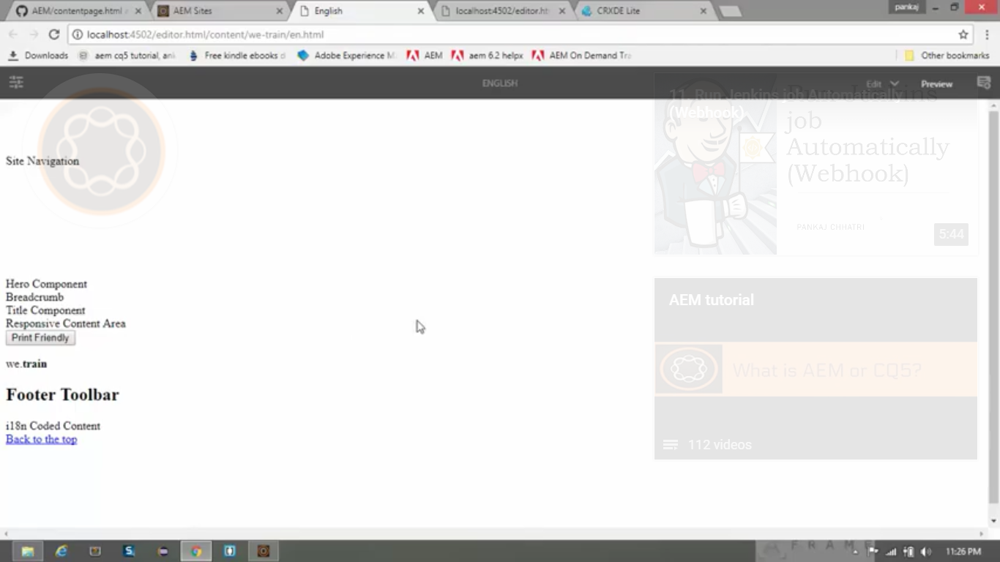 AEM/contentpage.html
AEM Sites
English
localhost:4502/editor.ht
CRXDE Lite
pankaj
localhost:4502/editor.html/content/we-train/en.html
Downloads
aem cq5 tutorial, an
Free kindle ebooks
Adobe Experience M
AEM
aem 6.2 helpx
AEM On Demand Tra
Other bookmarks
ENGLISH
Edit
Preview
11. Run Jenkins job Automatically
(Webhook)
Jenkins
job
Automatically
(Webhook)
PANKAJ CHHATRI
5:44
Site Navigation
Hero Component
Breadcrumb
Title Component
Responsive Content Area
Print Friendly
we.train
Footer Toolbar
i18n Coded Content
Back to the top
AEM tutorial
What is AEM or CQ5?
112 videos
FRAME
11:26 PM